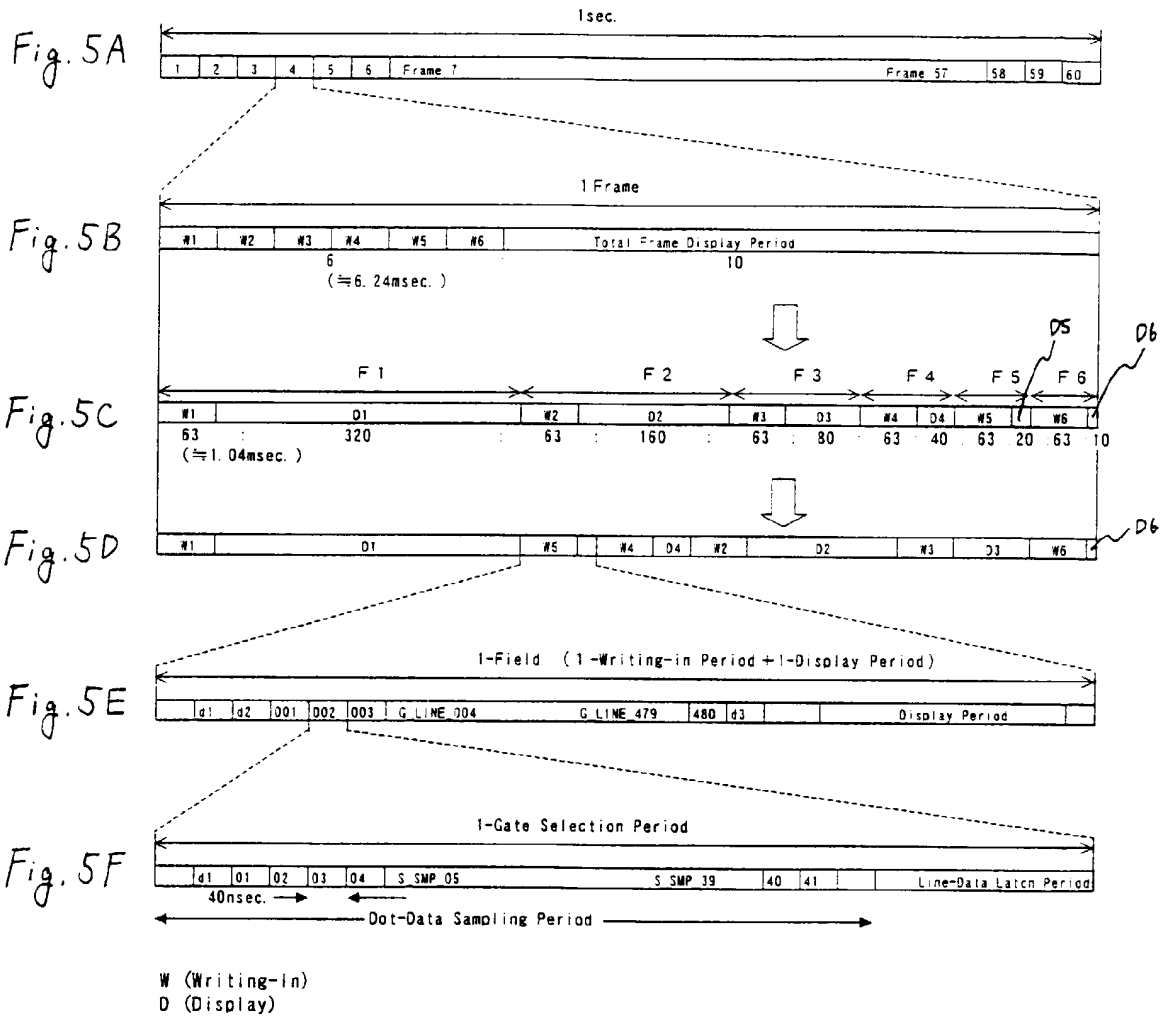 Fig. 5A
1sec.
1 2 3 4 5 6 Frame 7 Frame 57 58 59 60
Fig. 5B
1 Frame
W1 W2 W3 W4 W5 W6 Total Frame Display Period
6 : 10
(≒6.24msec.)
D5 D6
Fig. 5C
F1 F2 F3 F4 F5 F6
W1 D1 W2 D2 W3 D3 W4 D4 W5 W6
63 : 320 : 63 : 160 : 63 : 80 : 63 : 40 : 63 : 20 : 63 : 10
(≒1.04msec.)
Fig. 5D
W1 D1 W5 W4 D4 W2 D2 W3 D3 W6
D6
Fig. 5E
1-Field (1-Writing-in Period+1-Display Period)
d1 d2 001 002 003 G_LINE_004 G_LINE_479 480 d3 Display Period
Fig. 5F
1-Gate Selection Period
d1 01 02 03 04 S_SMP_05 S_SMP_39 40 41 Line-Data Latch Period
40nsec.
Dot-Data Sampling Period
W (Writing-In)
D (Display)